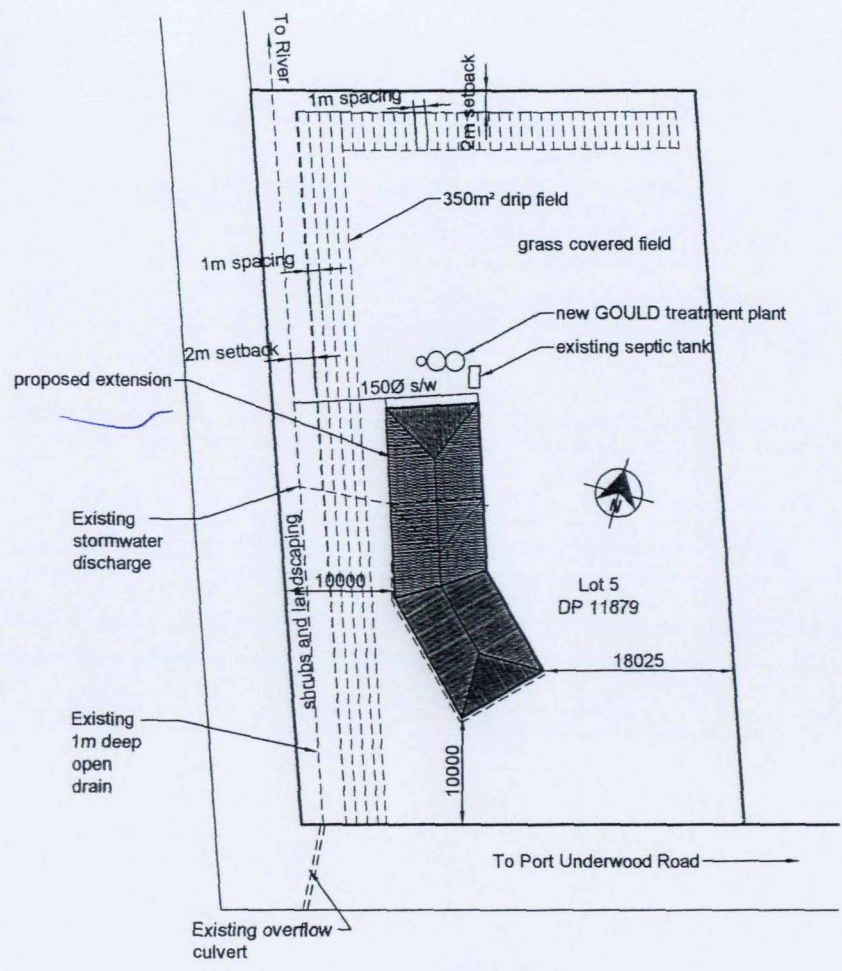 To River
1m spacing
2m setback
350m² drip field
grass covered field
1m spacing
new GOULD treatment plant
2m setback
existing septic tank
proposed extension
150Ø s/w
N
Existing
stormwater
discharge
shrubs and landscaping
10000
Lot 5
DP 11879
18025
Existing
1m deep
open
drain
10000
To Port Underwood Road
Existing overflow
culvert